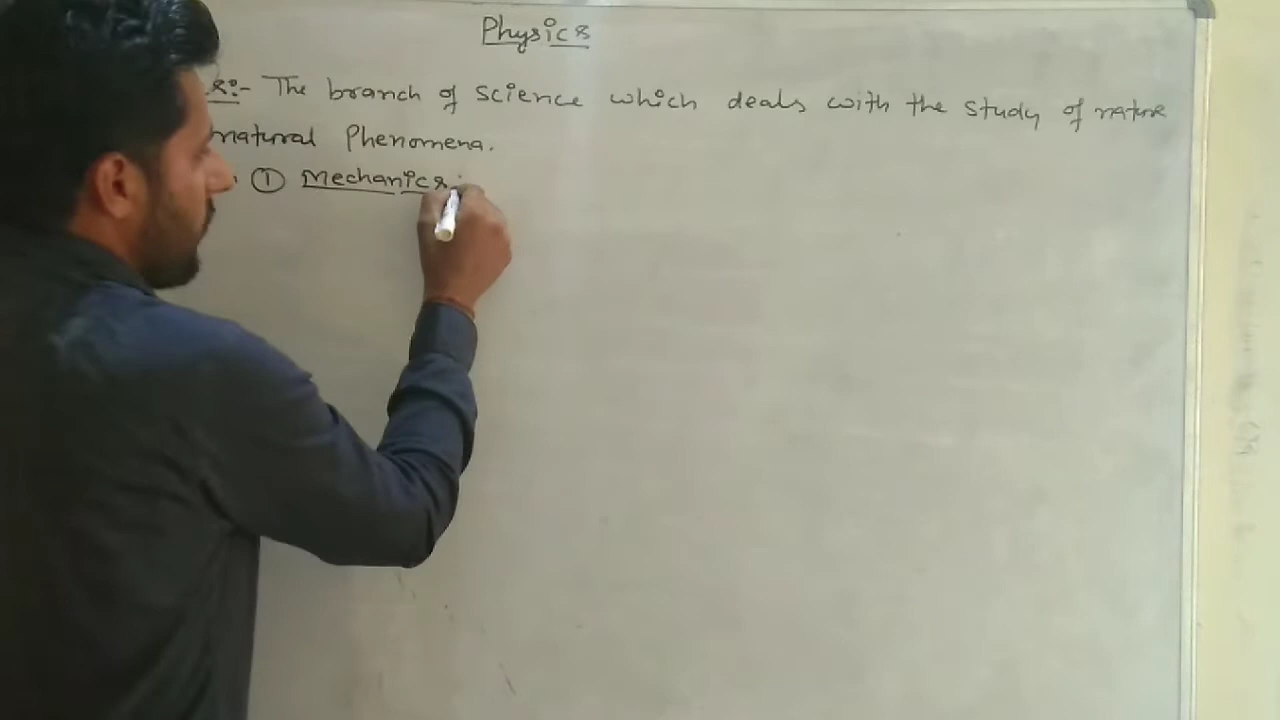 Physics
s:- The branch of science which deals with the study of nature
natural Phenomena.
① Mechanics: